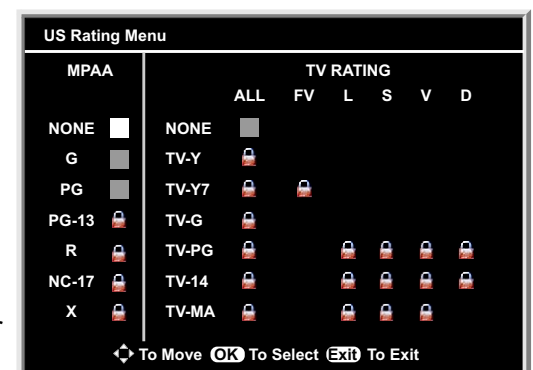 US Rating Menu
MPAA TV RATING
ALL FV L S V D
NONE NONE
G TV-Y
PG TV-Y7
PG-13 TV-G
R TV-PG
NC-17 TV-14
X TV-MA
To Move OK To Select Exit To Exit